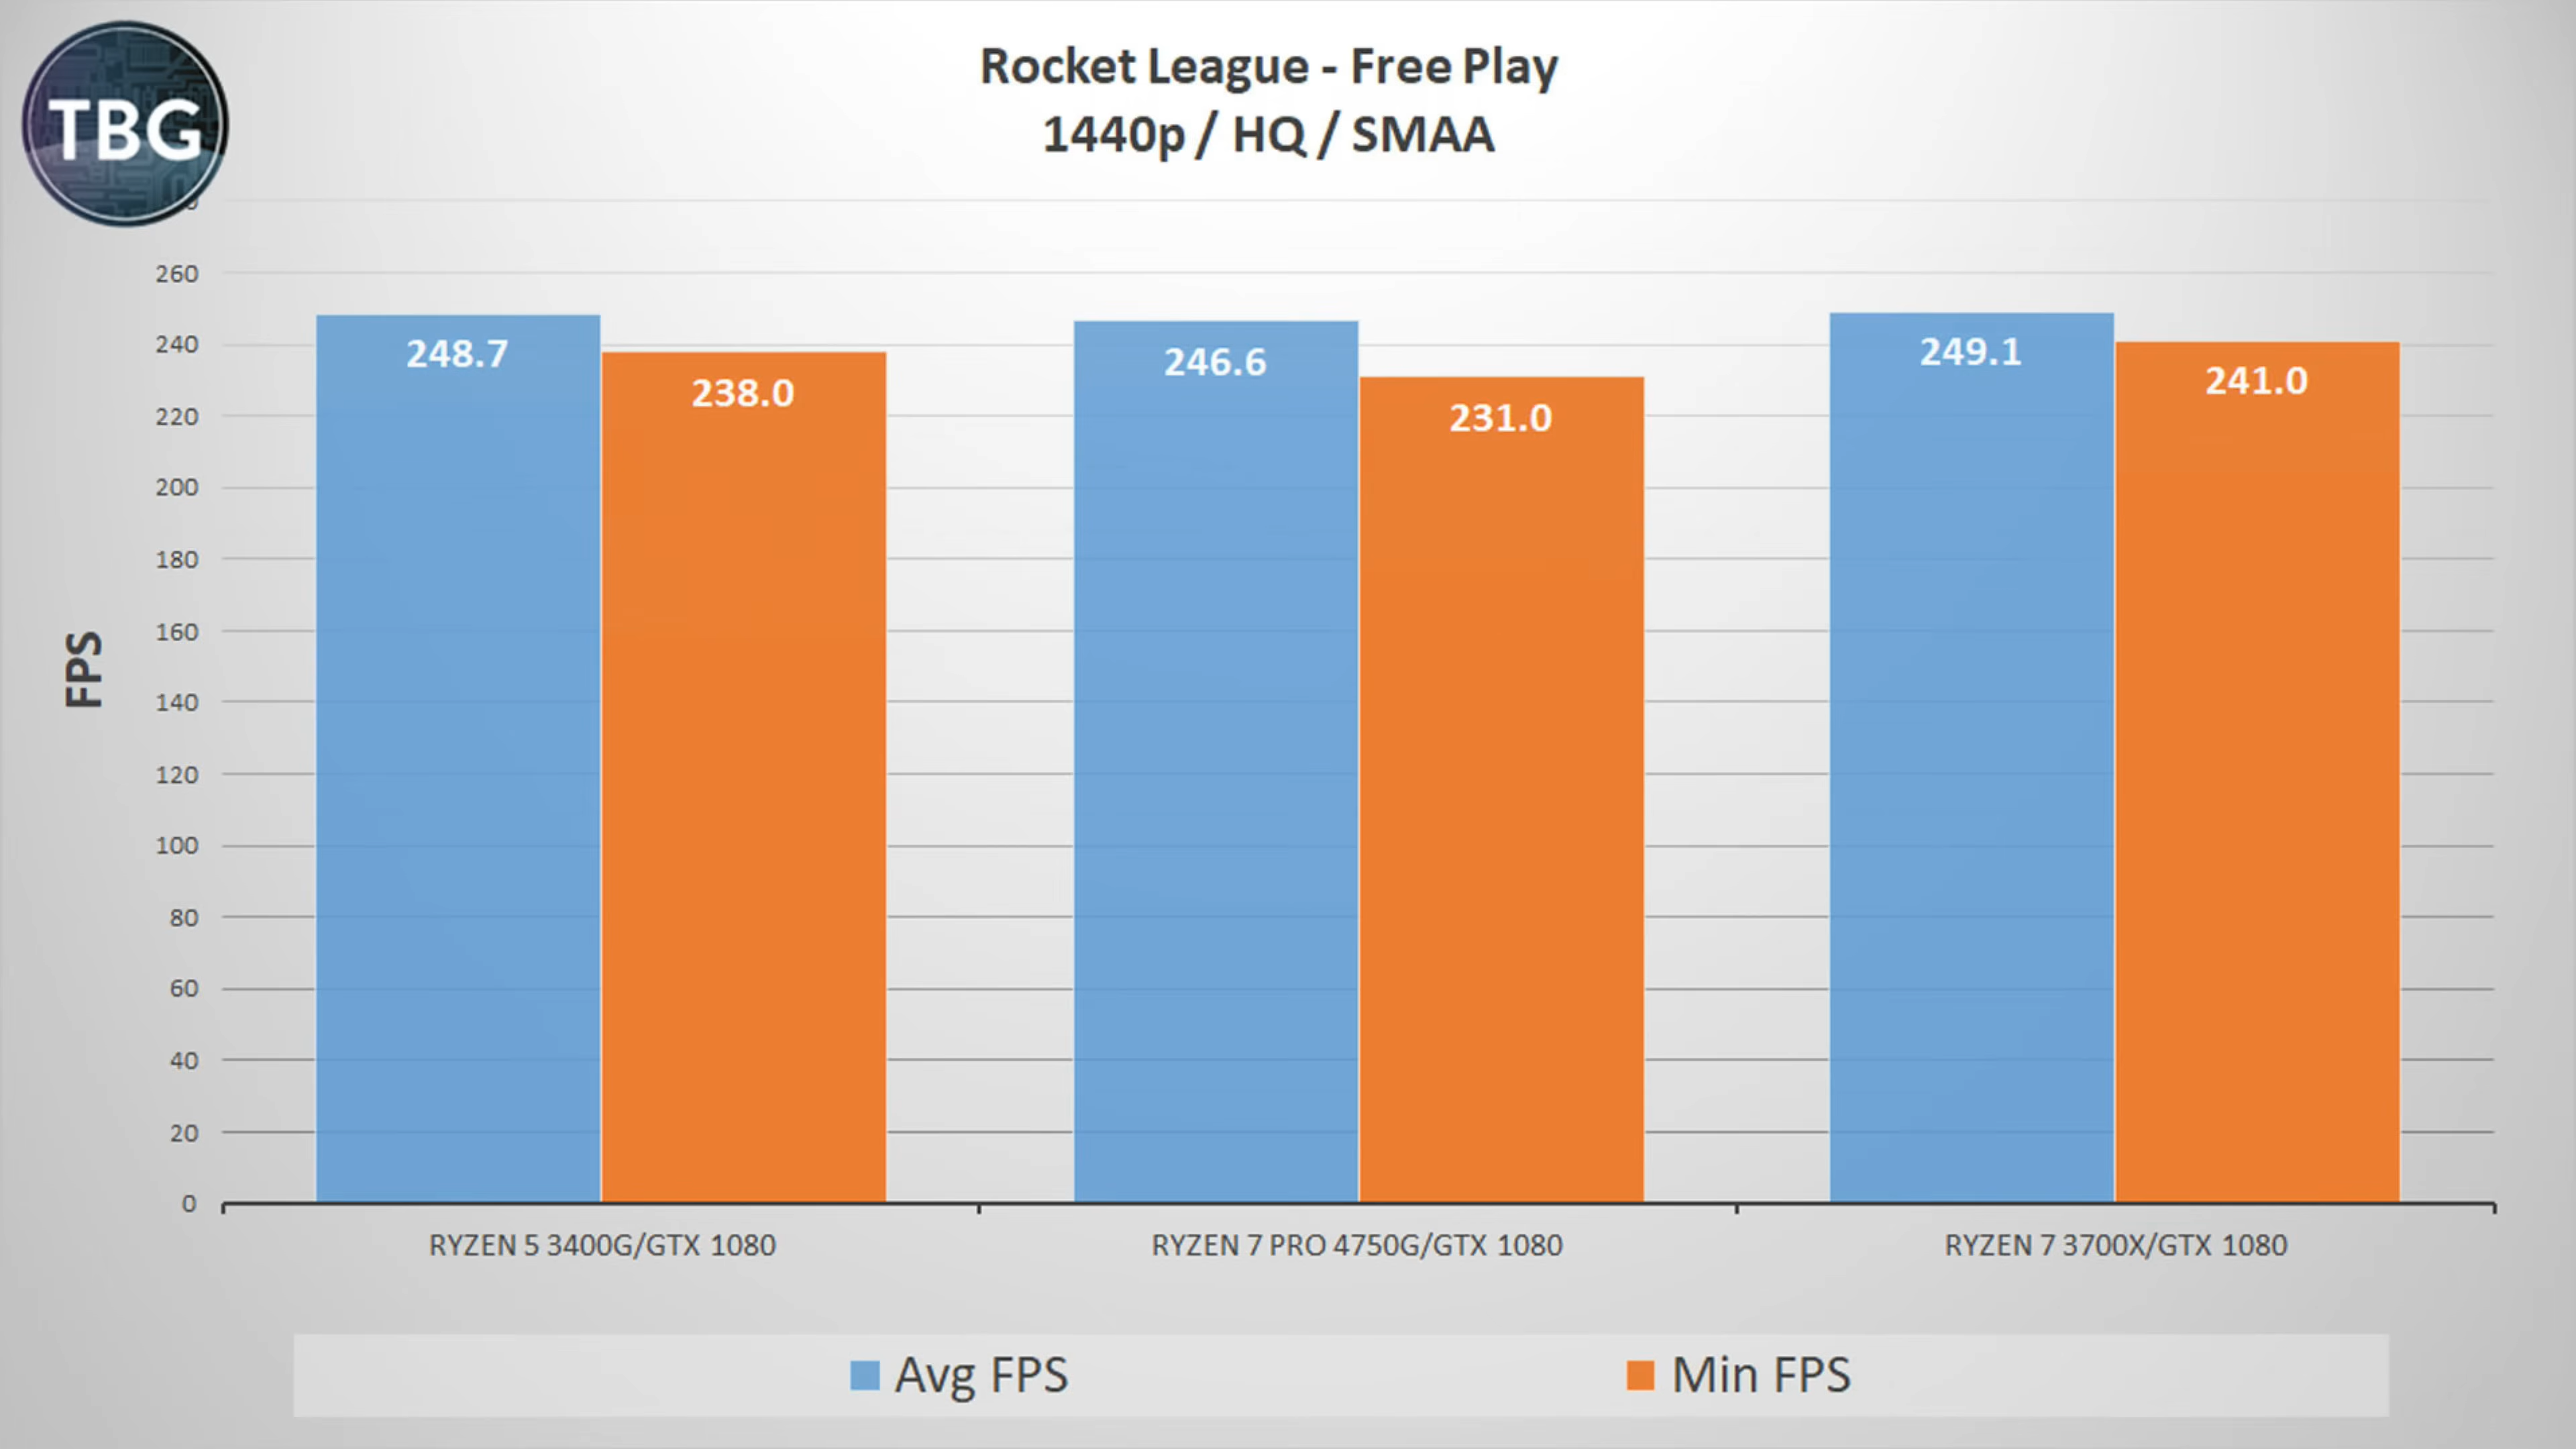 TBG
Rocket League - Free Play
1440p / HQ / SMAA
260
240
220
200
180
160
140
120
100
80
60
40
20
0
FPS
248.7
238.0
246.6
231.0
249.1
241.0
RYZEN 5 3400G/GTX 1080
RYZEN 7 PRO 4750G/GTX 1080
RYZEN 7 3700X/GTX 1080
Avg FPS
Min FPS